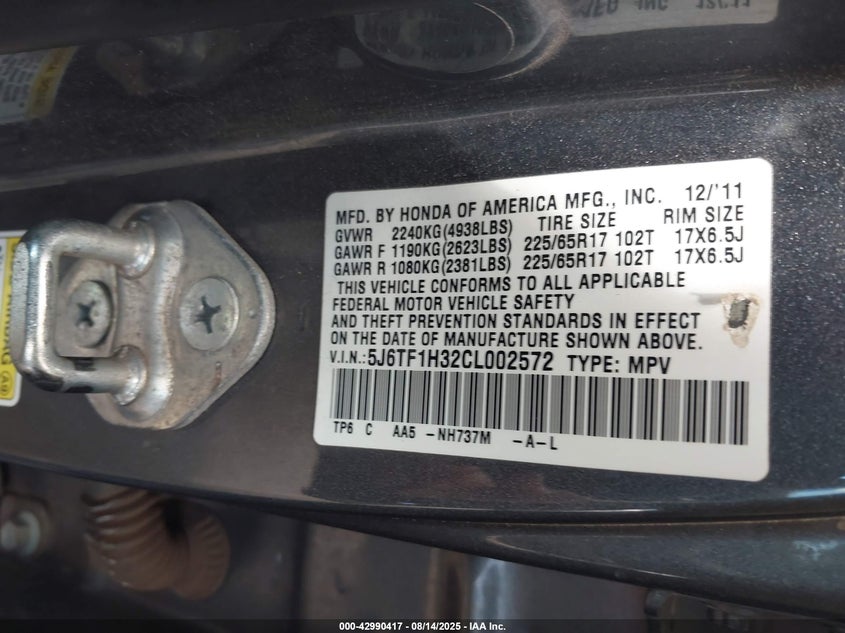 MFD. BY HONDA OF AMERICA MFG., INC. 12/'11
GVWR 2240KG(4938LBS) TIRE SIZE RIM SIZE
GAWR F 1190KG(2623LBS) 225/65R17 102T 17X6.5J
GAWR R 1080KG(2381LBS) 225/65R17 102T 17X6.5J
THIS VEHICLE CONFORMS TO ALL APPLICABLE
FEDERAL MOTOR VEHICLE SAFETY
AND THEFT PREVENTION STANDARDS IN EFFECT
ON THE DATE OF MANUFACTURE SHOWN ABOVE.
V.I.N.:5J6TF1H32CL002572 TYPE: MPV
TP6 C AA5 -NH737M -A-L
000-42990417 - 08/14/2025 - IAA Inc.